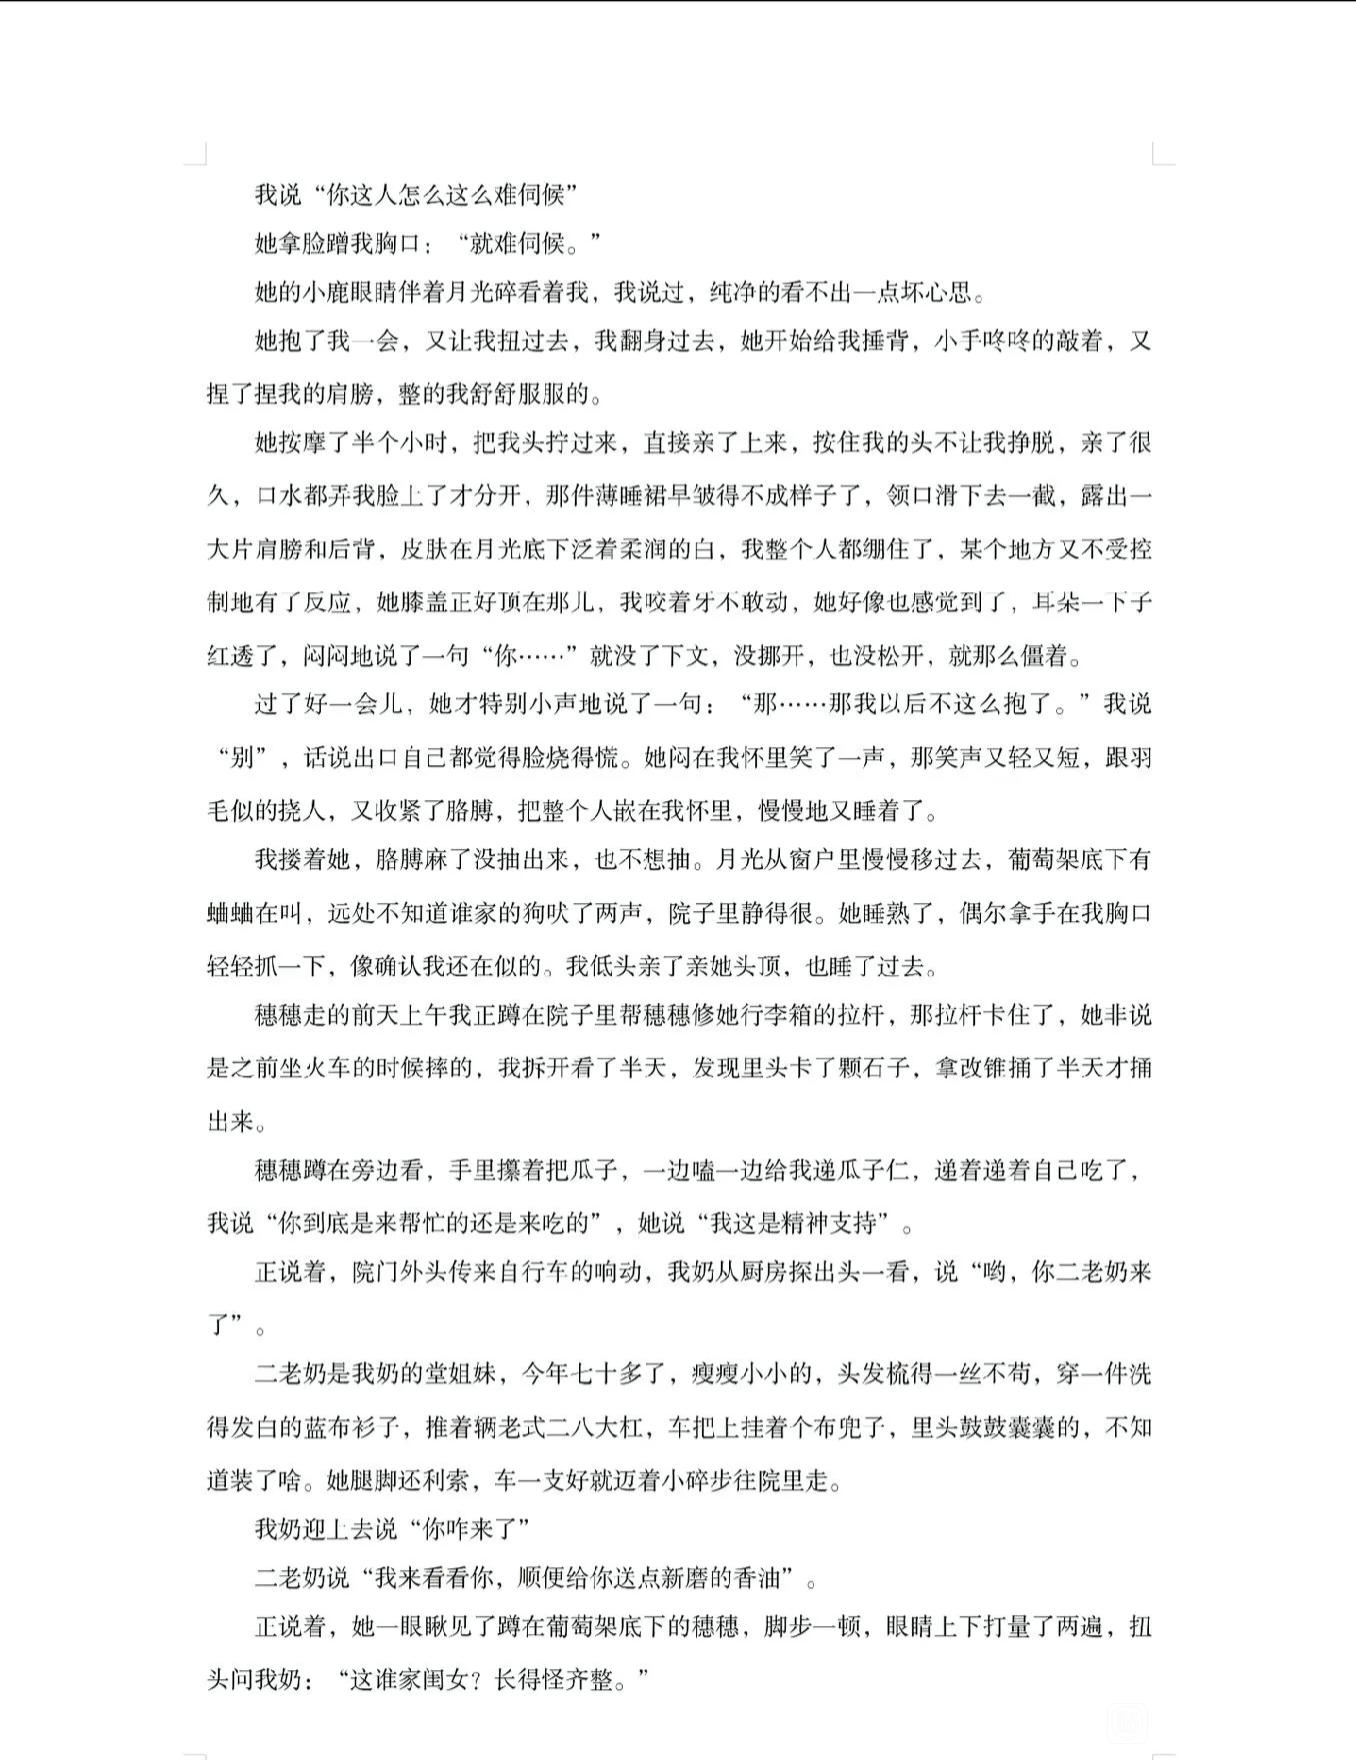 我说“你这人怎么这么难伺候”
她拿脸蹭我胸口：“就难伺候。”
她的小鹿眼睛伴着月光碎看着我，我说过，纯净的看不出一点坏心思。
她抱了我一会，又让我扭过去，我翻身过去，她开始给我捶背，小手咚咚的敲着，又
捏了捏我的肩膀，整的我舒舒服服的。
她按摩了半个小时，把我头拧过来，直接亲了上来，按住我的头不让我挣脱，亲了很
久，口水都弄我脸上了才分开，那件薄睡裙早皱得不成样子了，领口滑下去一截，露出一
大片肩膀和后背，皮肤在月光底下泛着柔润的白，我整个人都绷住了，某个地方又不受控
制地有了反应，她膝盖正好顶在那儿，我咬着牙不敢动，她好像也感觉到了，耳朵一下子
红透了，闷闷地说了一句“你……”就没了下文，没挪开，也没松开，就那么僵着。
过了好一会儿，她才特别小声地说了一句：“那……那我以后不这么抱了。”我说
“别”，话说出口自己都觉得脸烧得慌。她闷在我怀里笑了一声，那笑声又轻又短，跟羽
毛似的挠人，又收紧了胳膊，把整个人嵌在我怀里，慢慢地又睡着了。
我搂着她，胳膊麻了没抽出来，也不想抽。月光从窗户里慢慢移过去，葡萄架底下有
蛐蛐在叫，远处不知道谁家的狗吠了两声，院子里静得很。她睡熟了，偶尔拿手在我胸口
轻轻抓一下，像确认我还在似的。我低头亲了亲她头顶，也睡了过去。
穗穗走的前天上午我正蹲在院子里帮穗穗修她行李箱的拉杆，那拉杆卡住了，她非说
是之前坐火车的时候摔的，我拆开看了半天，发现里头卡了颗石子，拿改锥捅了半天才捅
出来。
穗穗蹲在旁边看，手里攥着把瓜子，一边嗑一边给我递瓜子仁，递着递着自己吃了，
我说“你到底是来帮忙的还是来吃的”，她说“我这是精神支持”。
正说着，院门外头传来自行车的响动，我奶从厨房探出头一看，说“哟，你二老奶来
了”。
二老奶是我奶的堂姐妹，今年七十多了，瘦瘦小小的，头发梳得一丝不苟，穿一件洗
得发白的蓝布衫子，推着辆老式二八大杠，车把上挂着个布兜子，里头鼓鼓囊囊的，不知
道装了啥。她腿脚还利索，车一支好就迈着小碎步往院里走。
我奶迎上去说“你咋来了”
二老奶说“我来看看你，顺便给你送点新磨的香油”。
正说着，她一眼瞅见了蹲在葡萄架底下的穗穗，脚步一顿，眼睛上下打量了两遍，扭
头问我奶：“这谁家闺女？长得怪齐整。”